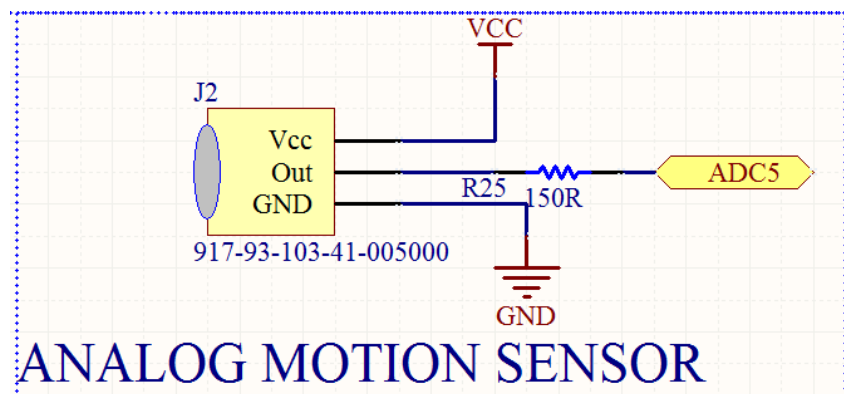 VCC
J2
Vcc
Out
GND
R25
150R
ADC5
917-93-103-41-005000
GND
ANALOG MOTION SENSOR